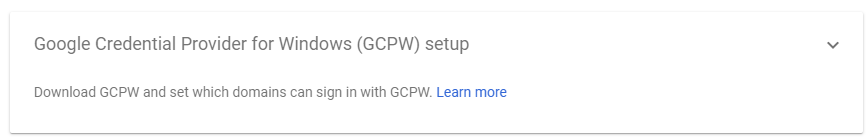 Google Credential Provider for Windows (GCPW) setup
Download GCPW and set which domains can sign in with GCPW. Learn more